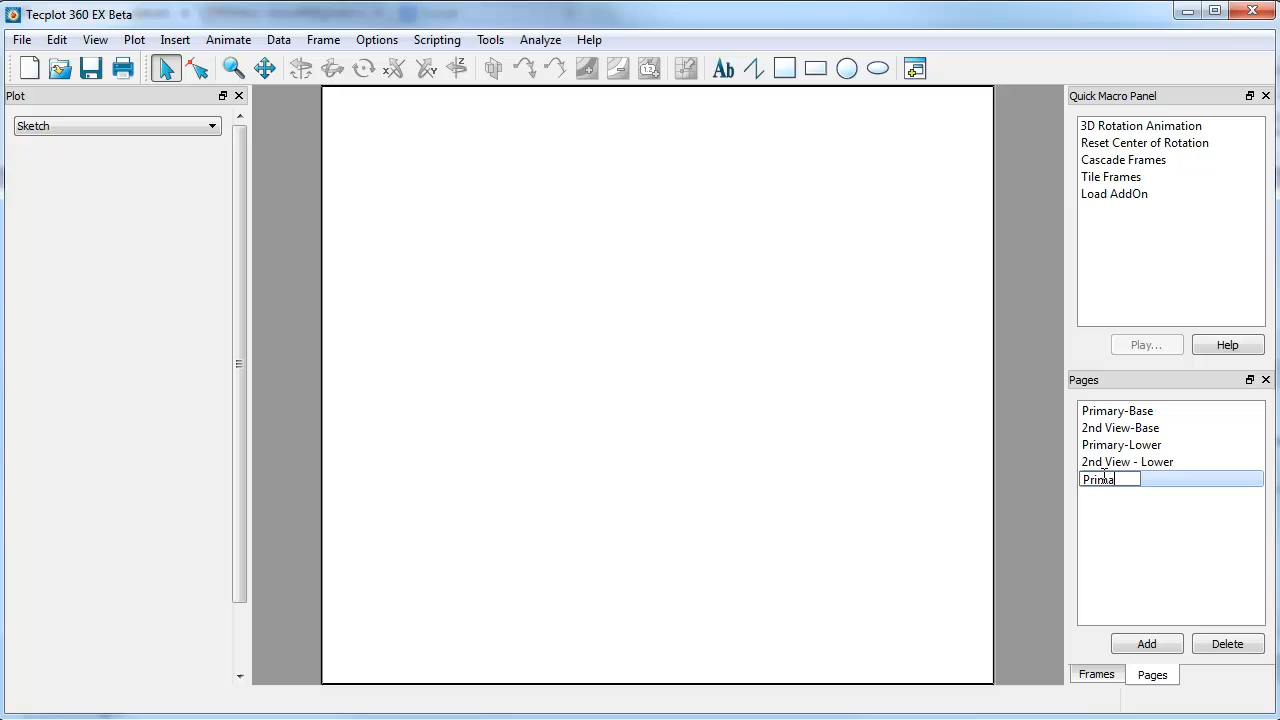 Tecplot 360 EX Beta
File Edit View Plot Insert Animate Data Frame Options Scripting Tools Analyze Help
Ab
Plot
Sketch
Quick Macro Panel
3D Rotation Animation
Reset Center of Rotation
Cascade Frames
Tile Frames
Load AddOn
Play... Help
Pages
Primary-Base
2nd View-Base
Primary-Lower
2nd View - Lower
Prima
Add Delete
Frames Pages